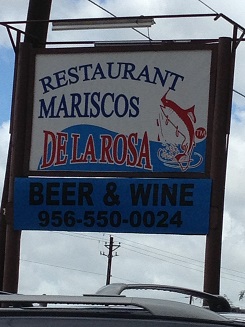 RESTAURANT
MARISCOS
DE LA ROSA
TM
BEER & WINE
956-550-0024